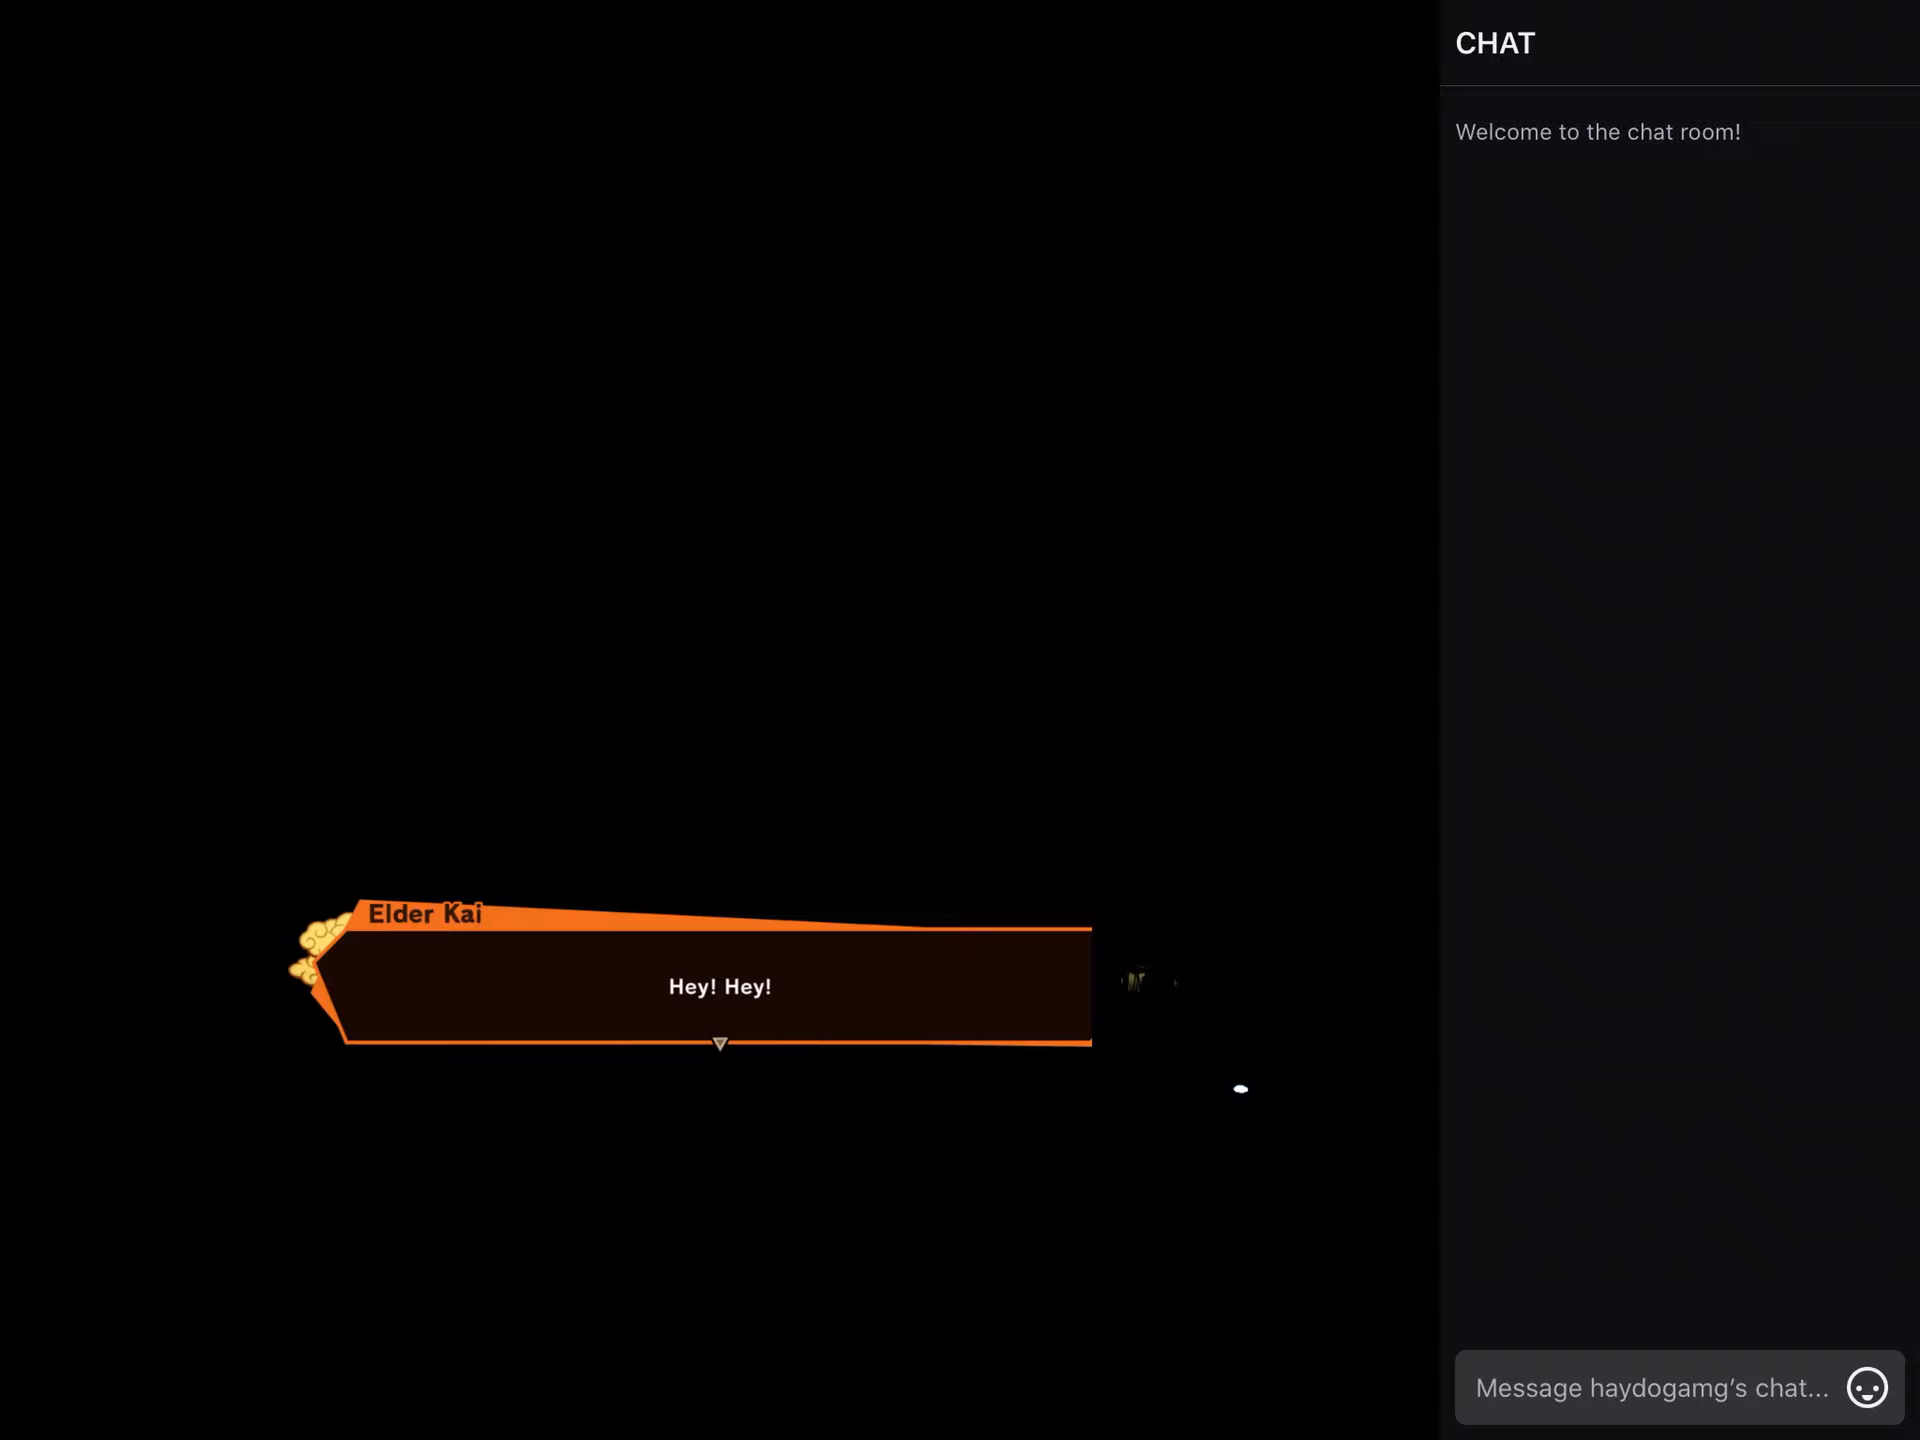 CHAT
Welcome to the chat room!
Elder Kai
Hey! Hey!
Message haydogamg’s chat...